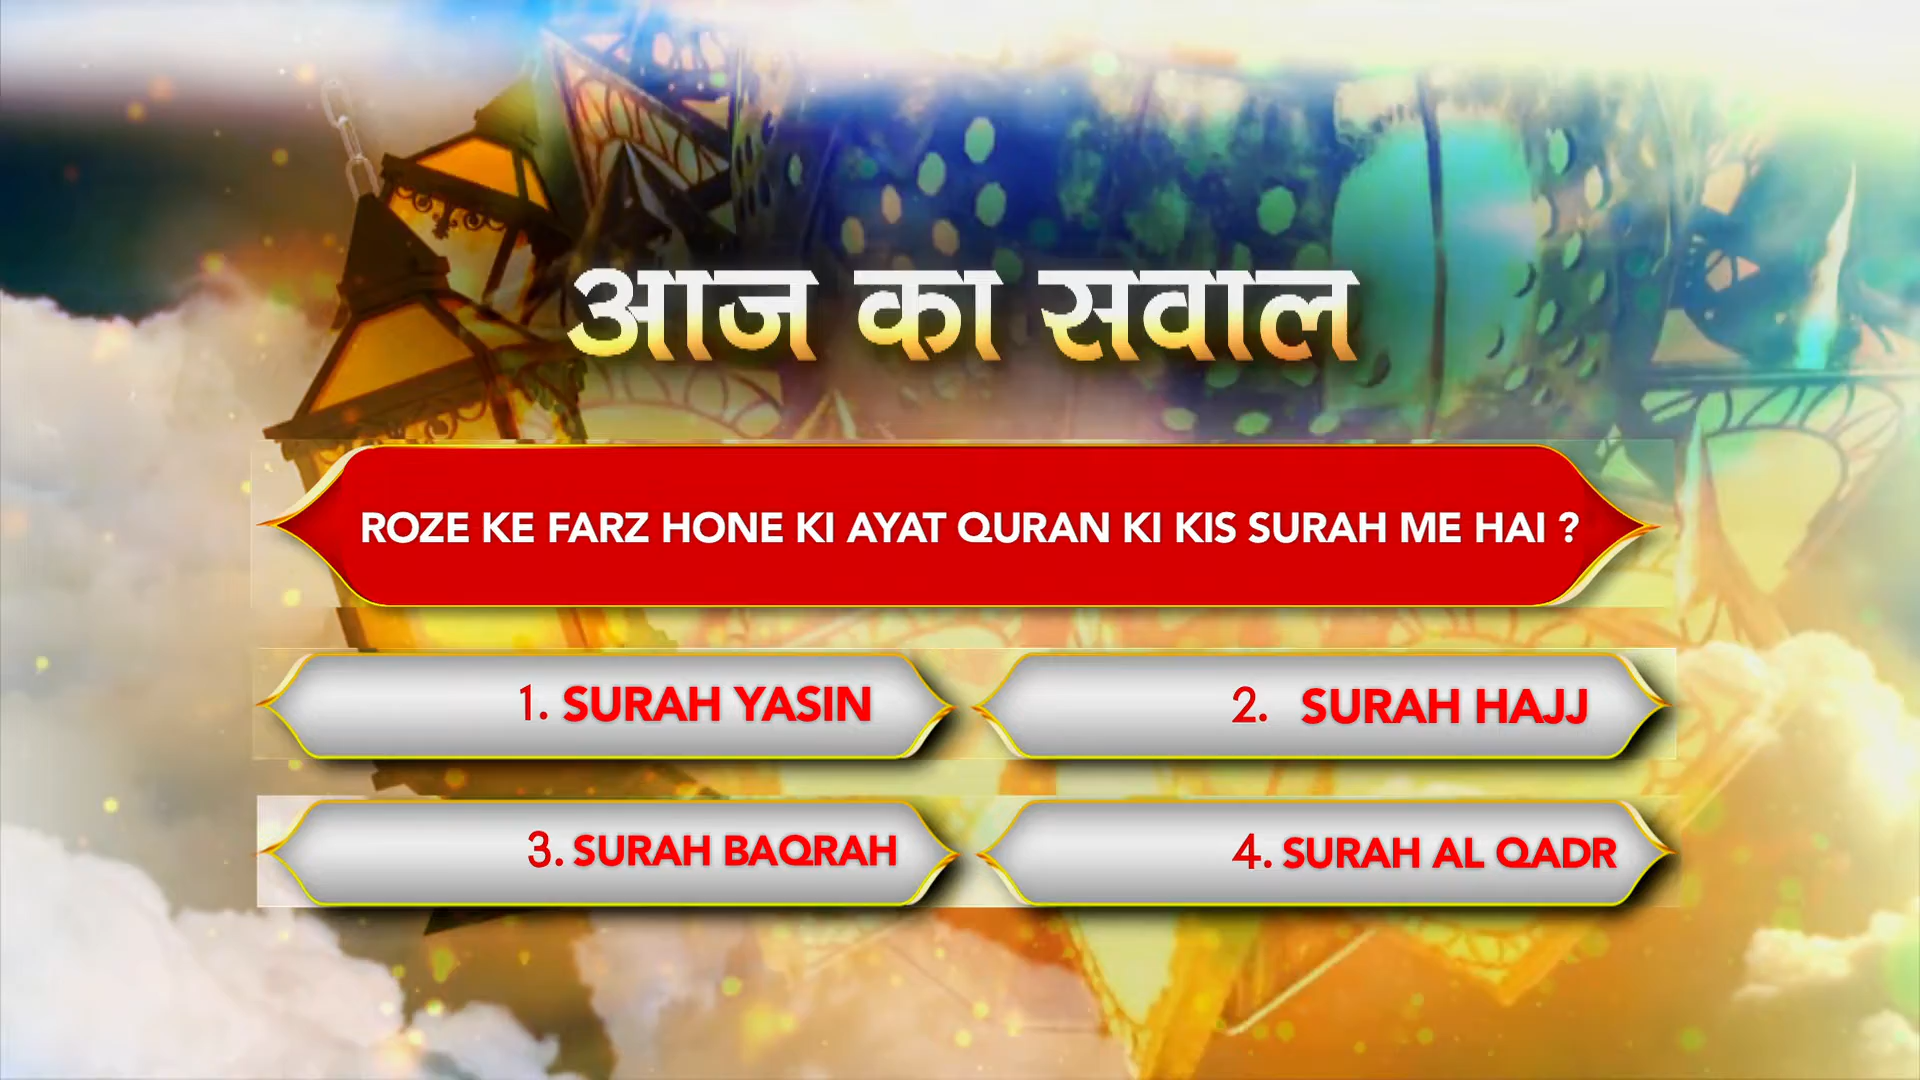 आज का सवाल
ROZE KE FARZ HONE KI AYAT QURAN KI KIS SURAH ME HAI ?
1. SURAH YASIN
2. SURAH HAJJ
3. SURAH BAQRAH
4. SURAH AL QADR